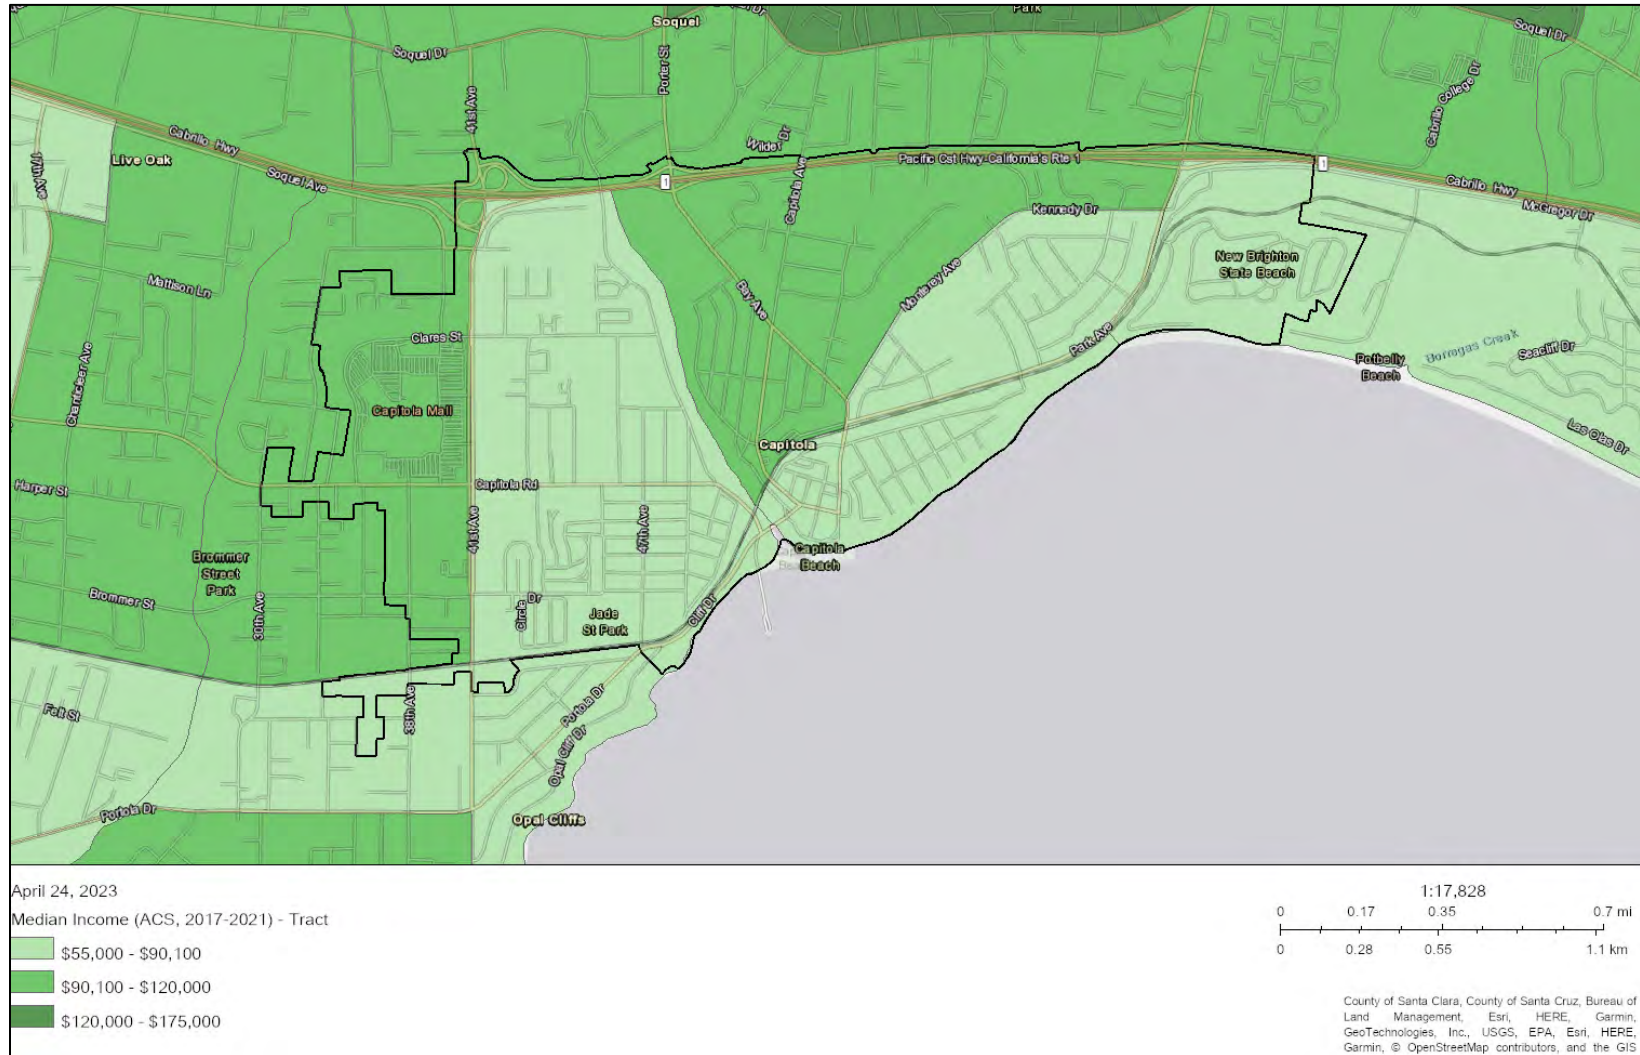 Soquel
Dr
Park
Soquel Dr
Soquel Dr
Porter St
41st Ave
Cabrillo College Dr
17th Ave
Live Oak
Cabrillo Hwy
Soquel Ave
Wilder Dr
Capitola Ave
Pacific Cst Hwy-California's Rte 1
1
1
Cabrillo Hwy
McGregor Dr
Kennedy Dr
Mattison Ln
Monterey Ave
New Brighton
State Beach
Bay Ave
Clares St
Park Ave
Borregas Creek
Seacliff Dr
Potbelly
Beach
Chanticleer Ave
Capitola Mall
Las Olas Dr
Capitola
Harper St
Capitola Rd
41st Ave
47th Ave
Capitola
Beach
Brommer
Street
Park
Brommer St
30th Ave
Circle Dr
Jade
St Park
Cliff Dr
Felt St
38th Ave
Portola Dr
Opal Cliff Dr
Portola Dr
Opal Cliffs
April 24, 2023
Median Income (ACS, 2017-2021) - Tract
$55,000 - $90,100
$90,100 - $120,000
$120,000 - $175,000
1:17,828
0 0.17 0.35 0.7 mi
0 0.28 0.55 1.1 km
County of Santa Clara, County of Santa Cruz, Bureau of
Land Management, Esri, HERE, Garmin,
GeoTechnologies, Inc., USGS, EPA, Esri, HERE,
Garmin, © OpenStreetMap contributors, and the GIS